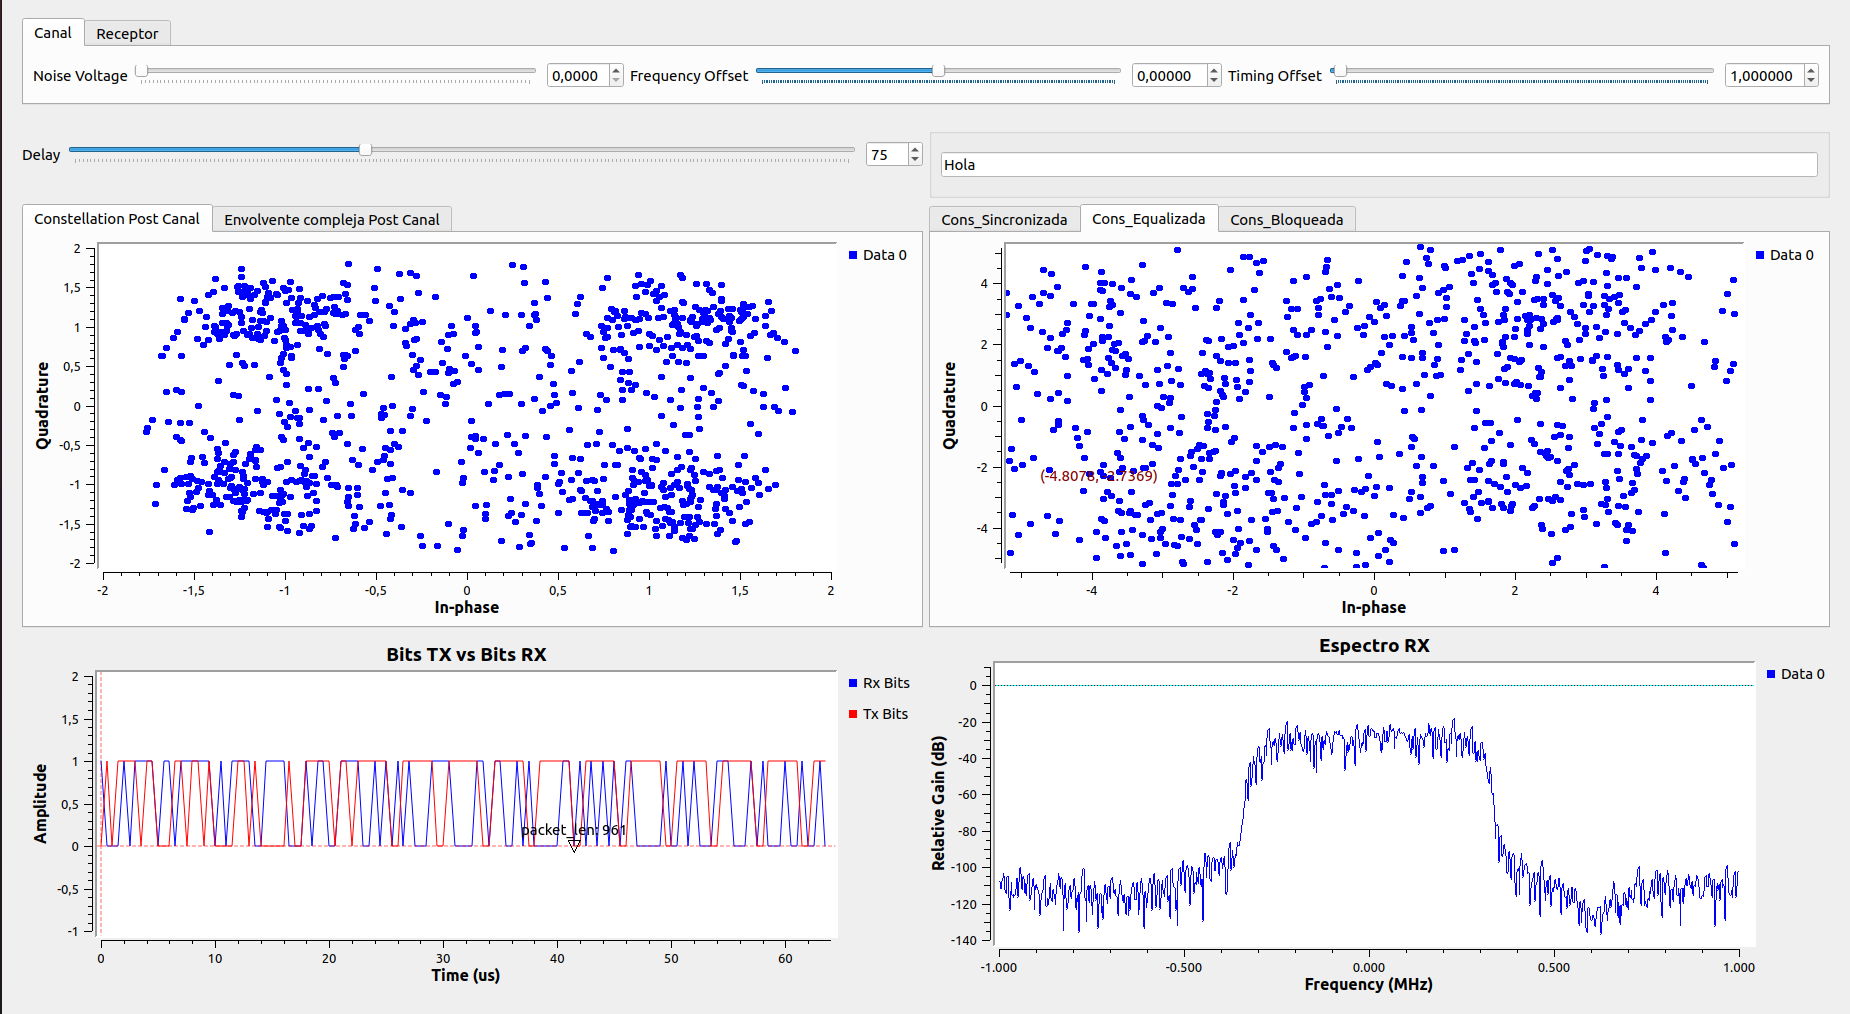 Canal Receptor
Noise Voltage 0,0000 Frequency Offset 0,00000 Timing Offset 1,000000
Delay 75
Hola
Constellation Post Canal Envolvente compleja Post Canal
2
1,5
1
0,5
0
-0,5
-1
-1,5
-2
Quadrature
-2 -1,5 -1 -0,5 0 0,5 1 1,5 2
In-phase
Data 0
Cons_Sincronizada Cons_Equalizada Cons_Bloqueada
4
2
0
-2
-4
Quadrature
-4 -2 0 2 4
In-phase
Data 0
Bits TX vs Bits RX
2
1,5
1
0,5
0
-0,5
-1
Amplitude
packet_len: 961
0 10 20 30 40 50 60
Time (us)
Rx Bits
Tx Bits
Espectro RX
0
-20
-40
-60
-80
-100
-120
-140
Relative Gain (dB)
-1.000 -0.500 0.000 0.500 1.000
Frequency (MHz)
Data 0